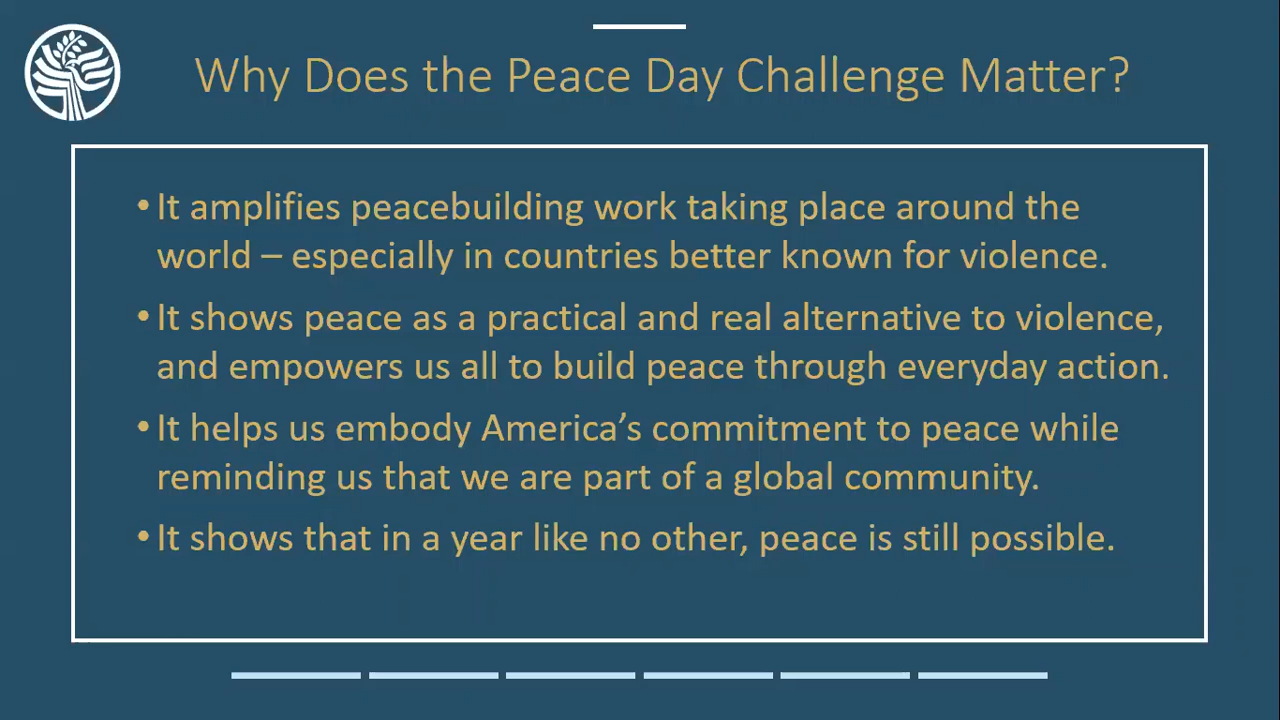 Why Does the Peace Day Challenge Matter?
•It amplifies peacebuilding work taking place around the
world – especially in countries better known for violence.
•It shows peace as a practical and real alternative to violence,
and empowers us all to build peace through everyday action.
•It helps us embody America’s commitment to peace while
reminding us that we are part of a global community.
•It shows that in a year like no other, peace is still possible.